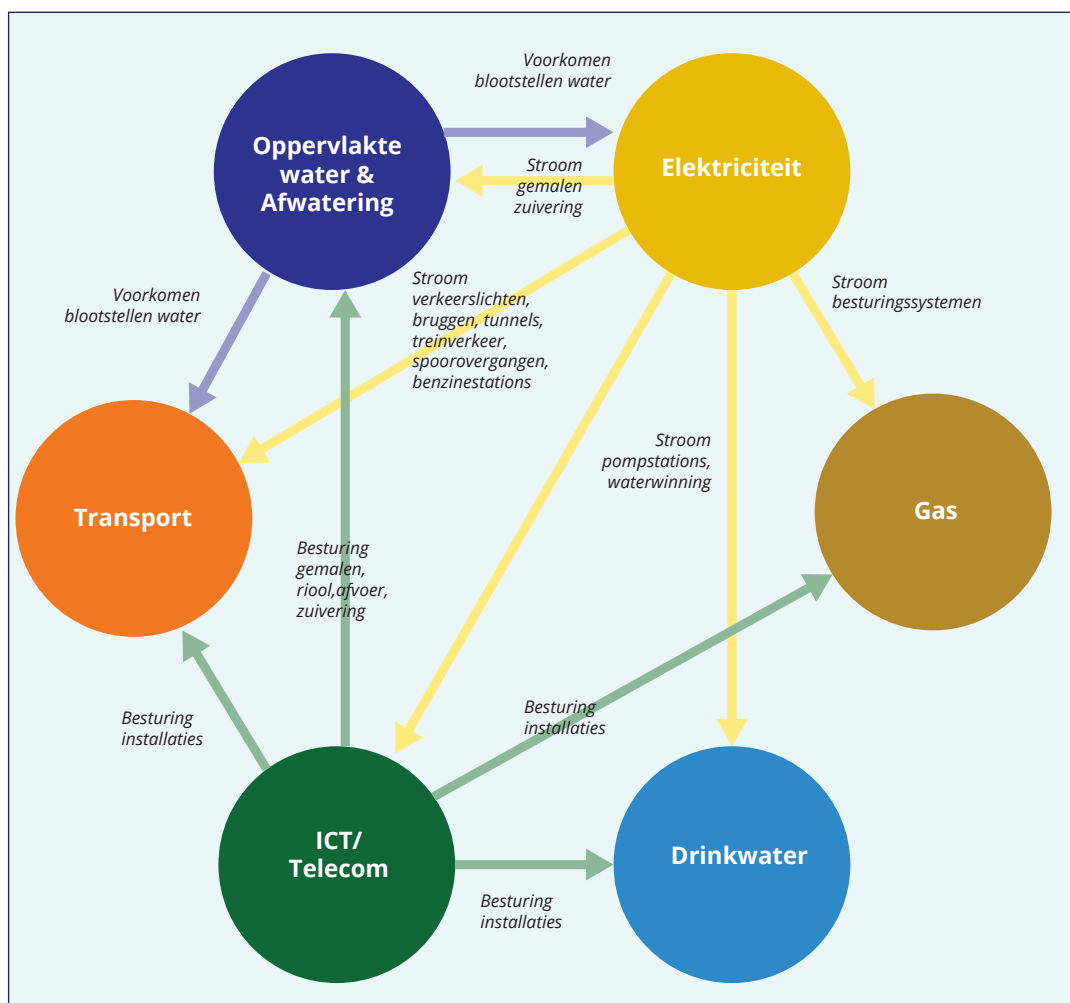 Voorkomen
blootstellen water
Oppervlakte
water &
Afwatering
Elektriciteit
Stroom
gemalen
zuivering
Voorkomen
blootstellen water
Stroom
verkeerslichten,
bruggen, tunnels,
treinverkeer,
spoorovergangen,
benzinestations
Stroom
besturingssystemen
Stroom
pompstations,
waterwinning
Transport
Gas
Besturing
gemalen,
riool,afvoer,
zuivering
Besturing
installaties
Besturing
installaties
ICT/
Telecom
Drinkwater
Besturing
installaties